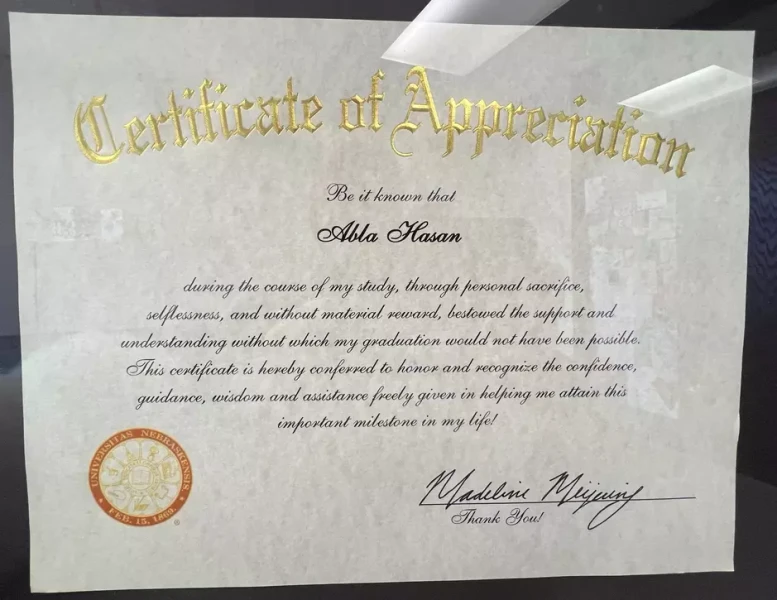 Certificate of Appreciation
Be it known that
Abla Hasan
during the course of my study, through personal sacrifice,
selflessness, and without material reward, bestowed the support and
understanding without which my graduation would not have been possible.
This certificate is hereby conferred to honor and recognize the confidence,
guidance, wisdom and assistance freely given in helping me attain this
important milestone in my life!
UNIVERSITAS NEBRASKENSIS
FEB. 15, 1869.
Madeline Meijering
Thank You!